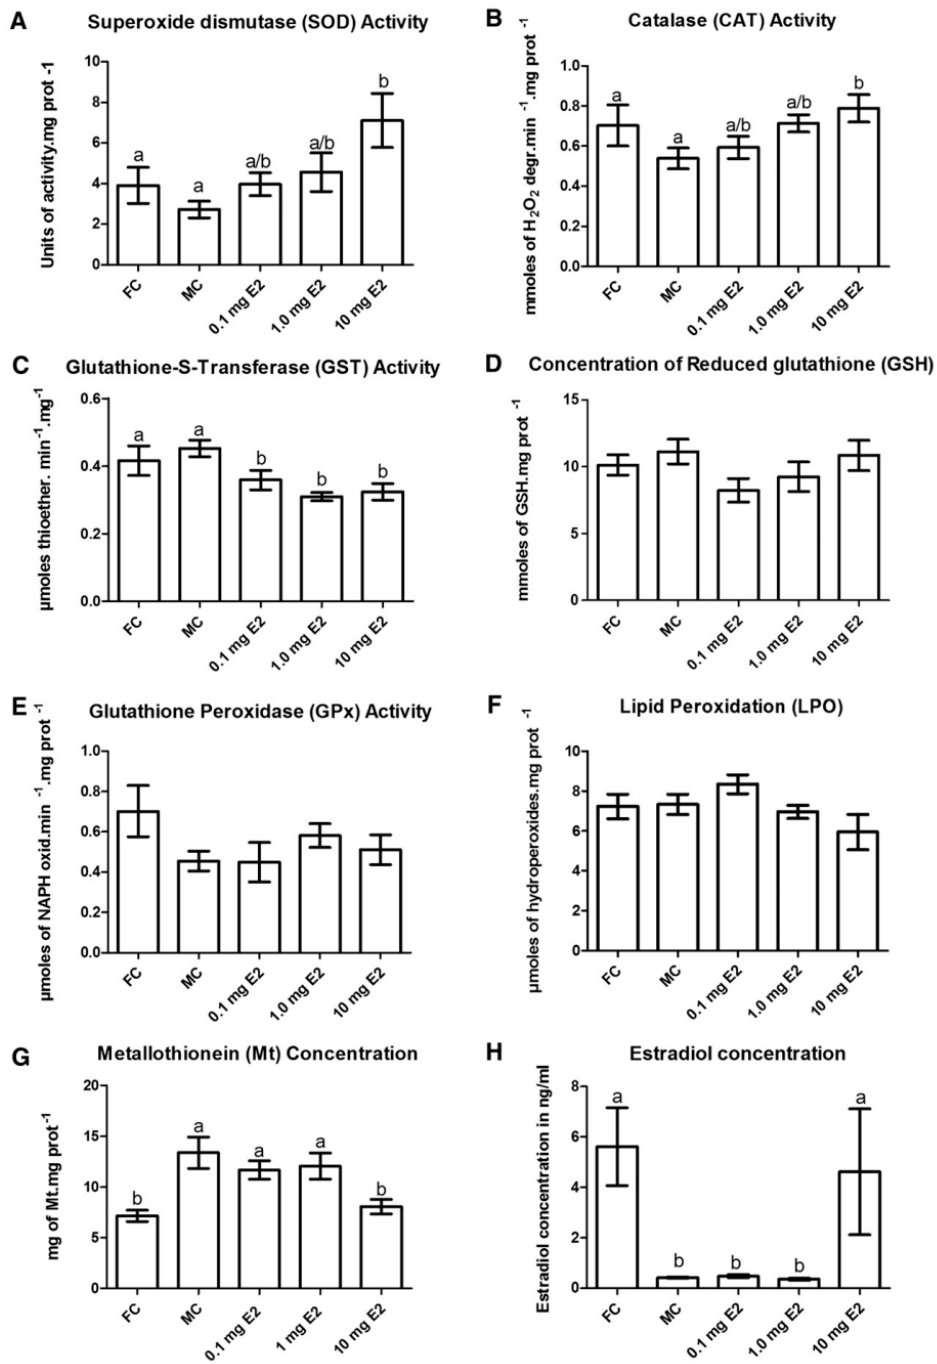 A Superoxide dismutase (SOD) Activity
Units of activity.mg prot -1
10
8
6
4
2
0
a
a
a/b
a/b
b
FC
MC
0.1 mg E2
1.0 mg E2
10 mg E2
B Catalase (CAT) Activity
mmoles of H₂O₂ degr.min ⁻¹.mg prot ⁻¹
1.0
0.8
0.6
0.4
0.2
0.0
a
a
a/b
a/b
b
FC
MC
0.1 mg E2
1.0 mg E2
10 mg E2
C Glutathione-S-Transferase (GST) Activity
µmoles thioether. min⁻¹.mg⁻¹
0.6
0.4
0.2
0.0
a
a
b
b
b
FC
MC
0.1 mg E2
1.0 mg E2
10 mg E2
D Concentration of Reduced glutathione (GSH)
mmoles of GSH.mg prot ⁻¹
15
10
5
0
FC
MC
0.1 mg E2
1.0 mg E2
10 mg E2
E Glutathione Peroxidase (GPx) Activity
µmoles of NAPH oxid.min ⁻¹.mg prot ⁻¹
1.0
0.8
0.6
0.4
0.2
0.0
FC
MC
0.1 mg E2
1.0 mg E2
10 mg E2
F Lipid Peroxidation (LPO)
µmoles of hydroperoxides.mg prot ⁻¹
10
8
6
4
2
0
FC
MC
0.1 mg E2
1.0 mg E2
10 mg E2
G Metallothionein (Mt) Concentration
mg of Mt.mg prot⁻¹
20
15
10
5
0
b
a
a
a
b
FC
MC
0.1 mg E2
1 mg E2
10 mg E2
H Estradiol concentration
Estradiol concentration in ng/ml
8
6
4
2
0
a
b
b
b
a
FC
MC
0.1 mg E2
1.0 mg E2
10 mg E2